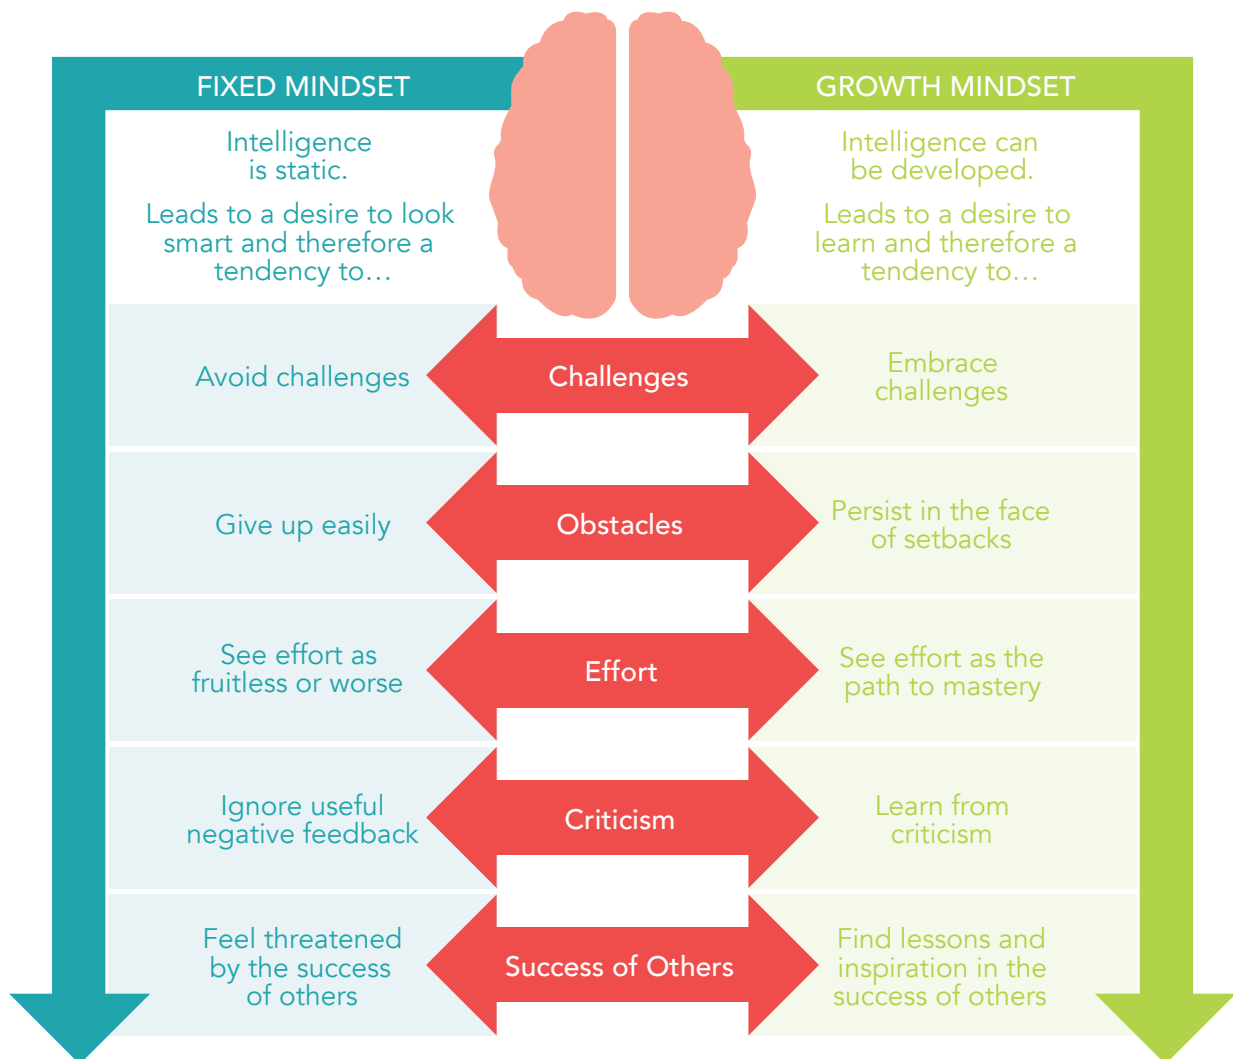 FIXED MINDSET
Intelligence
is static.
Leads to a desire to look
smart and therefore a
tendency to…
GROWTH MINDSET
Intelligence can
be developed.
Leads to a desire to
learn and therefore a
tendency to…
Avoid challenges
Challenges
Embrace
challenges
Give up easily
Obstacles
Persist in the face
of setbacks
See effort as
fruitless or worse
Effort
See effort as the
path to mastery
Ignore useful
negative feedback
Criticism
Learn from
criticism
Feel threatened
by the success
of others
Success of Others
Find lessons and
inspiration in the
success of others